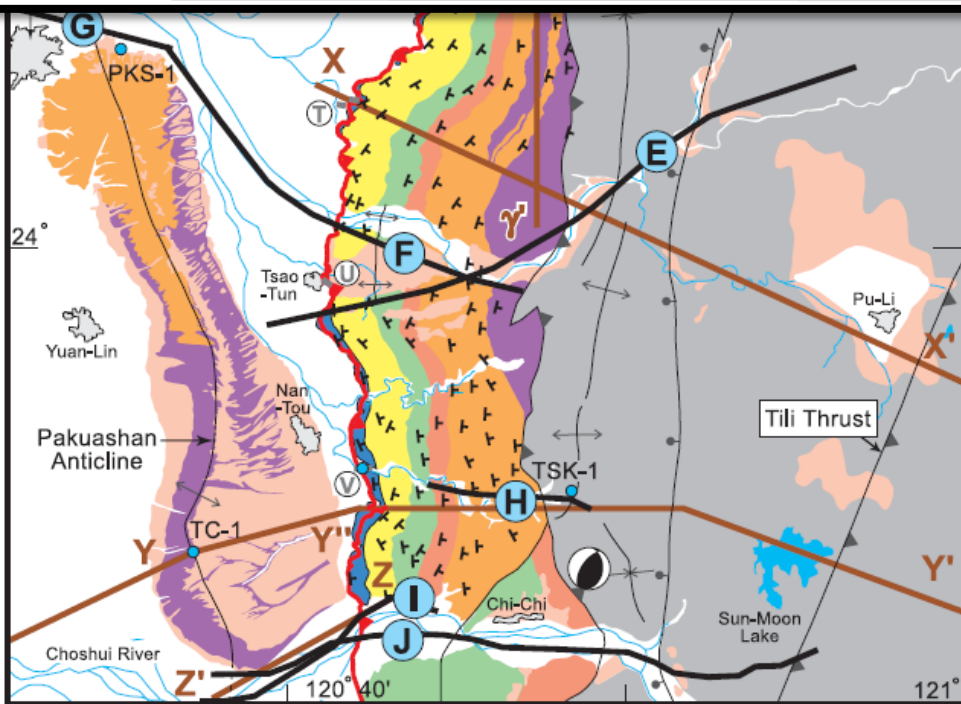 G
PKS-1
X
T
E
24°
γ'
F
Tsao
-Tun
U
Pu-Li
Yuan-Lin
X'
Nan
-Tou
Tili Thrust
Pakuashan
Anticline
V
TSK-1
H
TC-1
Y
Y"
Y'
Z
I
Chi-Chi
Sun-Moon
Lake
J
Choshui River
Z'
120° 40'
121°